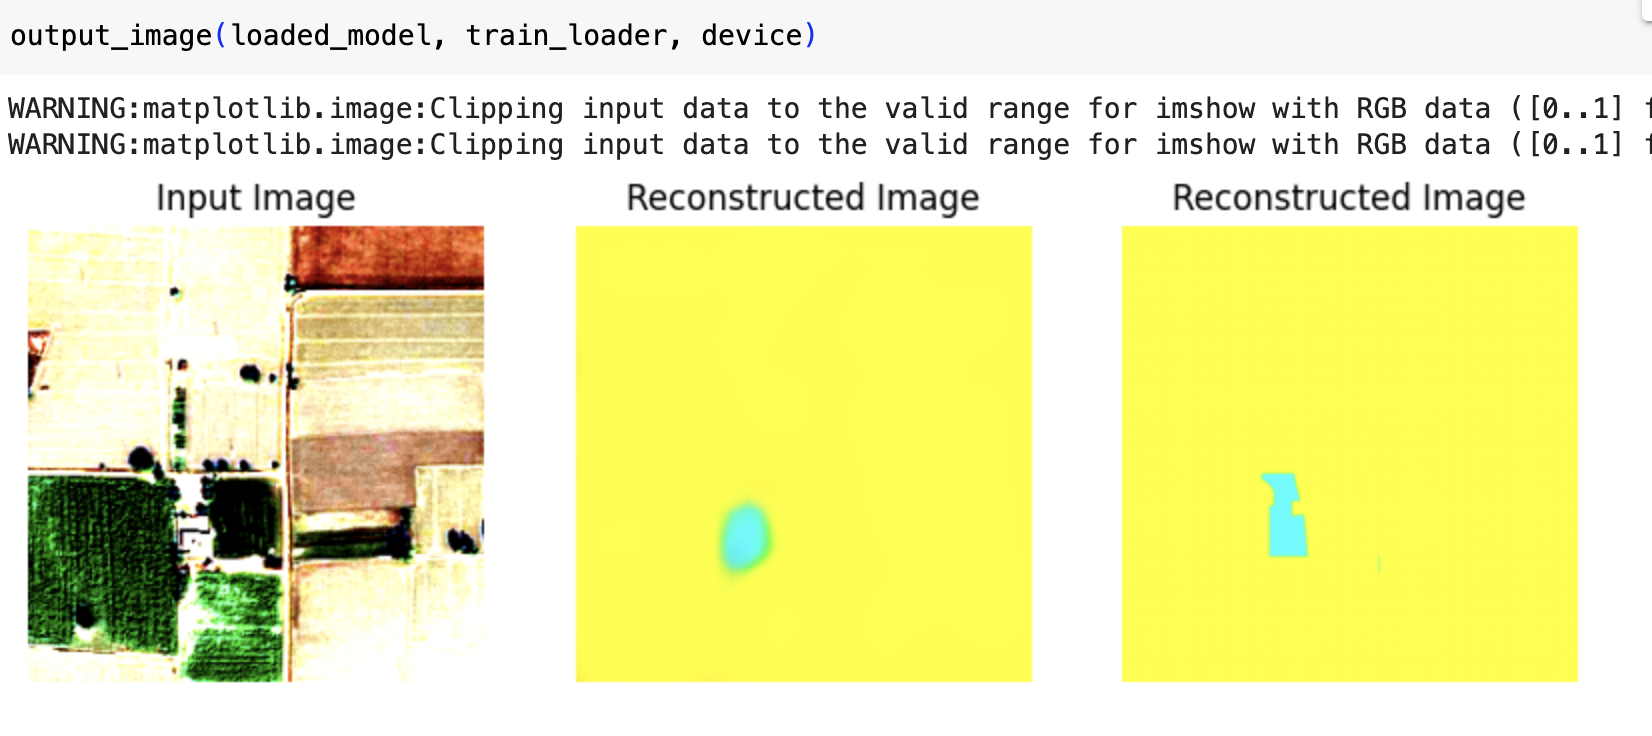 output_image(loaded_model, train_loader, device)
WARNING:matplotlib.image:Clipping input data to the valid range for imshow with RGB data ([0..1] f
WARNING:matplotlib.image:Clipping input data to the valid range for imshow with RGB data ([0..1] f
Input Image
Reconstructed Image
Reconstructed Image